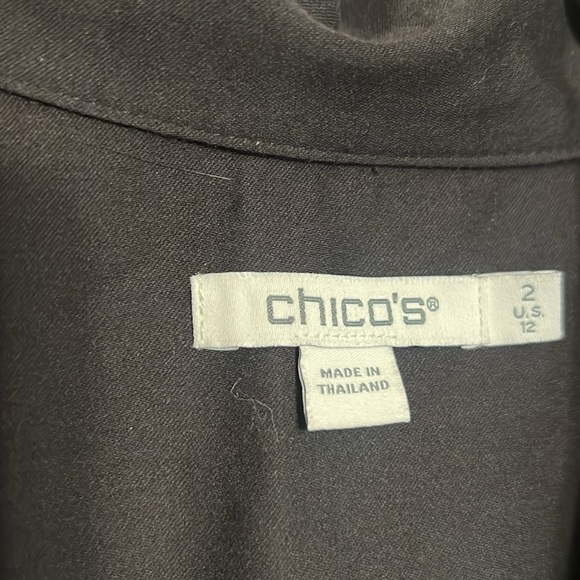 chico's®
2
U.S.
12
MADE IN
THAILAND